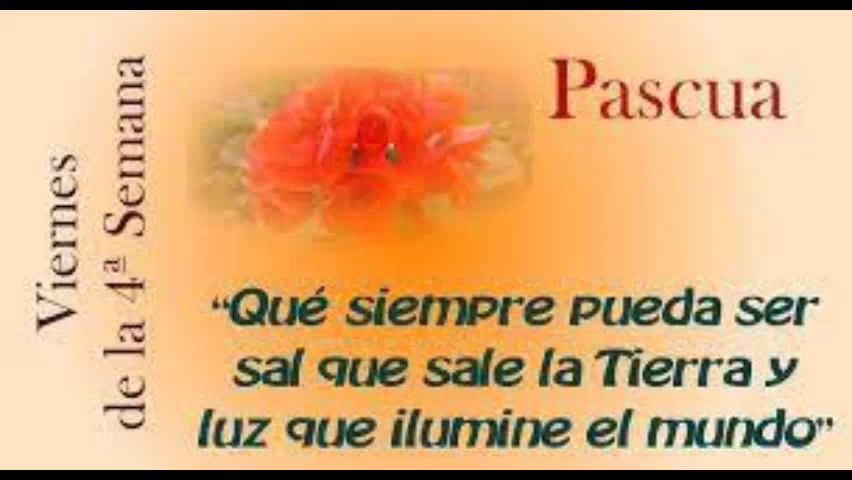 Viernes
de la 4ª Semana
Pascua
“Qué siempre pueda ser
sal que sale la Tierra y
luz que ilumine el mundo”